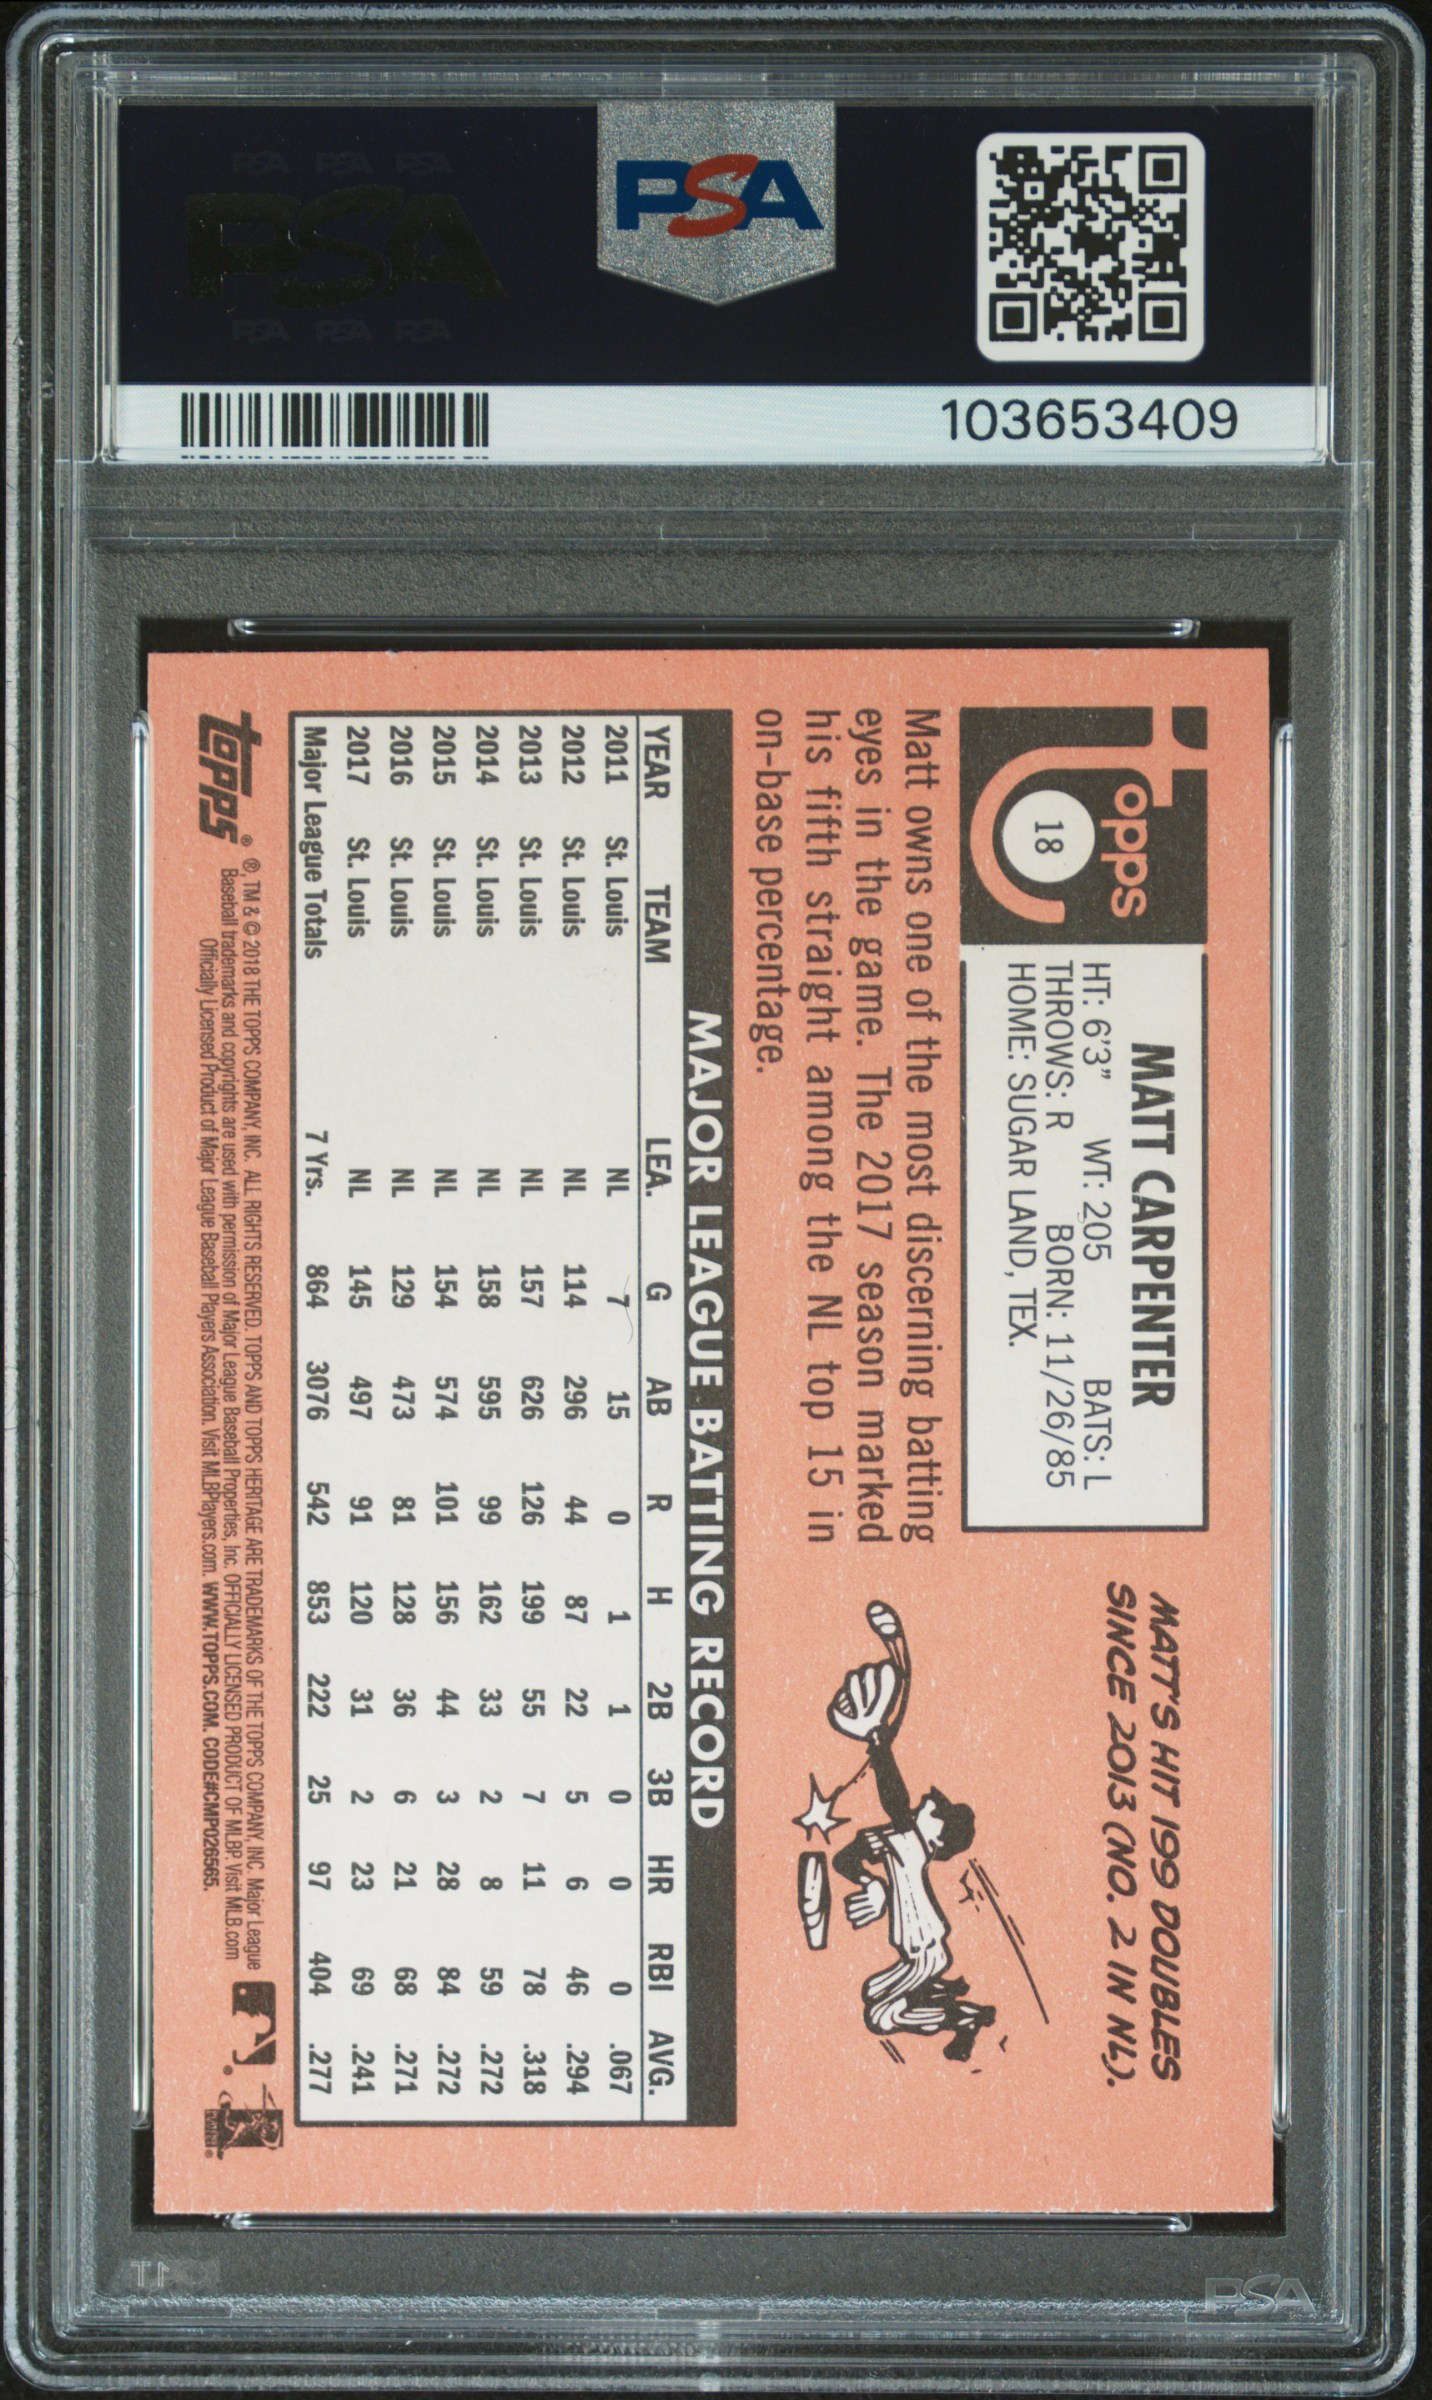 PSA PSA PSA
PSA
PSA PSA PSA
PSA
103653409
topps
18
MATT CARPENTER
HT: 6'3" WT: 205 BATS: L
THROWS: R BORN: 11/26/85
HOME: SUGAR LAND, TEX.
MATT'S HIT 199 DOUBLES
SINCE 2013 (NO. 2 IN NL).
Matt owns one of the most discerning batting
eyes in the game. The 2017 season marked
his fifth straight among the NL top 15 in
on-base percentage.
MAJOR LEAGUE BATTING RECORD
YEAR TEAM LEA. G AB R H 2B 3B HR RBI AVG.
2011 St. Louis NL 7 15 0 1 1 0 0 0 .067
2012 St. Louis NL 114 296 44 87 22 5 6 46 .294
2013 St. Louis NL 157 626 126 199 55 7 11 78 .318
2014 St. Louis NL 158 595 99 162 33 2 8 59 .272
2015 St. Louis NL 154 574 101 156 44 3 28 84 .272
2016 St. Louis NL 129 473 81 128 36 6 21 68 .271
2017 St. Louis NL 145 497 91 120 31 2 23 69 .241
Major League Totals 7 Yrs. 864 3076 542 853 222 25 97 404 .277
topps®
®, TM & © 2018 THE TOPPS COMPANY, INC. ALL RIGHTS RESERVED. TOPPS AND TOPPS HERITAGE ARE TRADEMARKS OF THE TOPPS COMPANY, INC. Major League
Baseball trademarks and copyrights are used with permission of Major League Baseball Properties, Inc. OFFICIALLY LICENSED PRODUCT OF MLBP. Visit MLB.com
Officially Licensed Product of Major League Baseball Players Association. Visit MLBPlayers.com. WWW.TOPPS.COM. CODE#CMP026565.
PSA